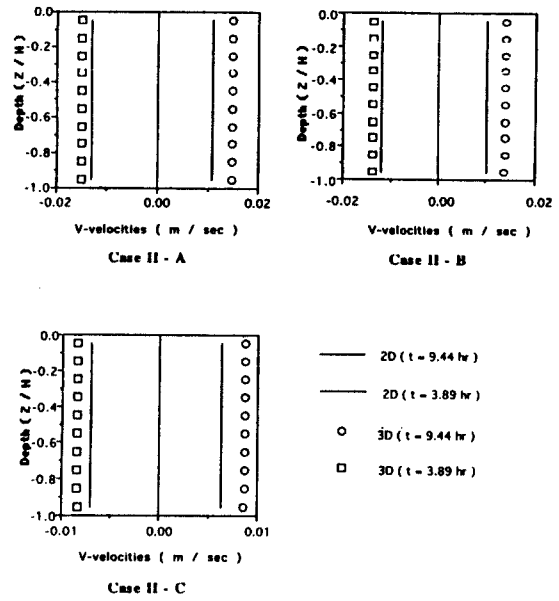 0.0
-0.2
-0.4
-0.6
-0.8
-1.0
Depth ( Z / H )
-0.02 0.00 0.02
V-velocities ( m / sec )
Case II - A
0.0
-0.2
-0.4
-0.6
-0.8
-1.0
Depth ( Z / H )
-0.02 0.00 0.02
V-velocities ( m / sec )
Case II - B
0.0
-0.2
-0.4
-0.6
-0.8
-1.0
Depth ( Z / H )
-0.01 0.00 0.01
V-velocities ( m / sec )
Case II - C
2D ( t - 9.44 hr )
2D ( t - 3.89 hr )
3D ( t - 9.44 hr )
3D ( t - 3.89 hr )